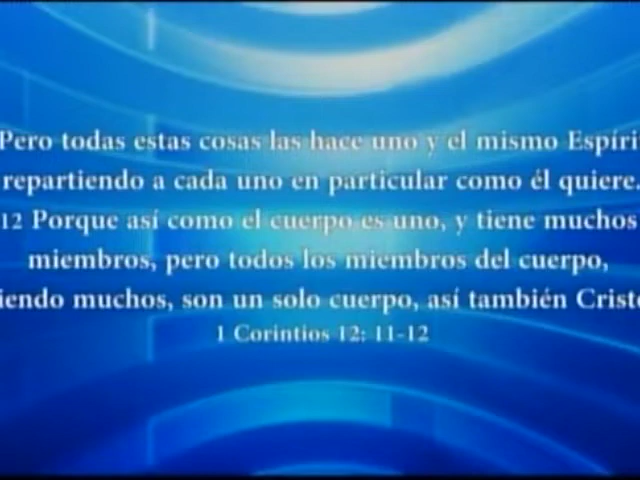 Pero todas estas cosas las hace uno y el mismo Espíri
repartiendo a cada uno en particular como él quiere.
12 Porque así como el cuerpo es uno, y tiene muchos
miembros, pero todos los miembros del cuerpo,
iendo muchos, son un solo cuerpo, así también Cristo
1 Corintios 12: 11-12